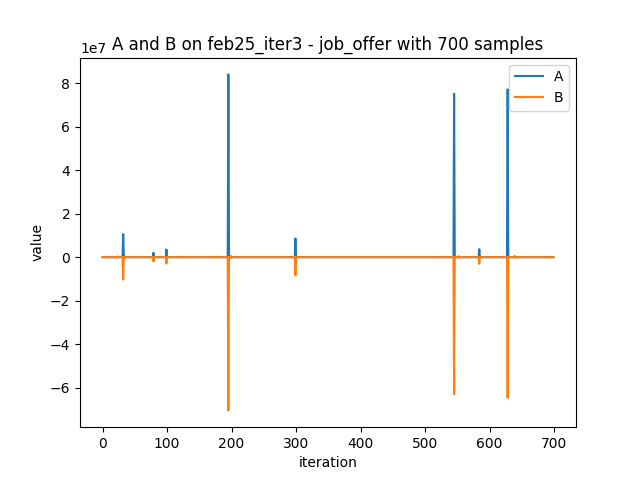 A and B on feb25_iter3 - job_offer with 700 samples
1e7
A
B
8
6
4
2
0
−2
−4
−6
value
0 100 200 300 400 500 600 700
iteration